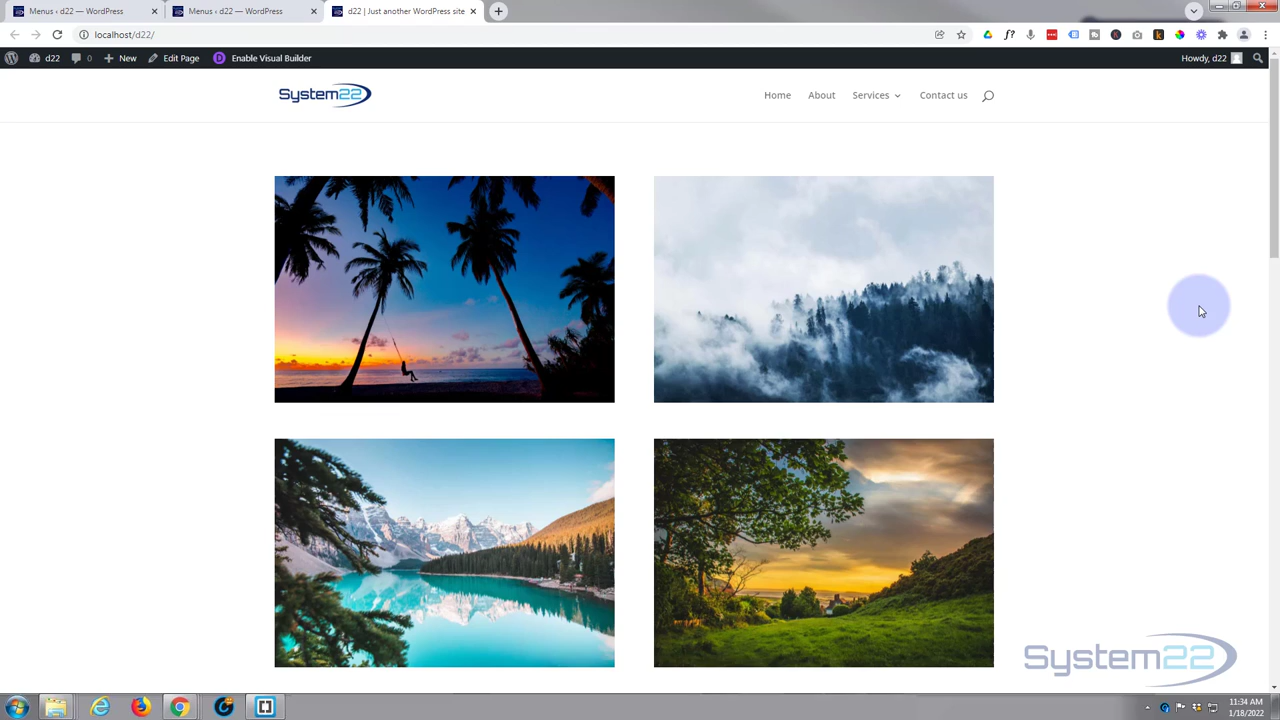 Menus ‹ d22 — WordPress
Menus ‹ d22 — WordPress
d22 | Just another WordPress site
localhost/d22/
d22
0
New
Edit Page
D
Enable Visual Builder
Howdy, d22
System22
Home
About
Services
Contact us
System22
11:34 AM
1/18/2022